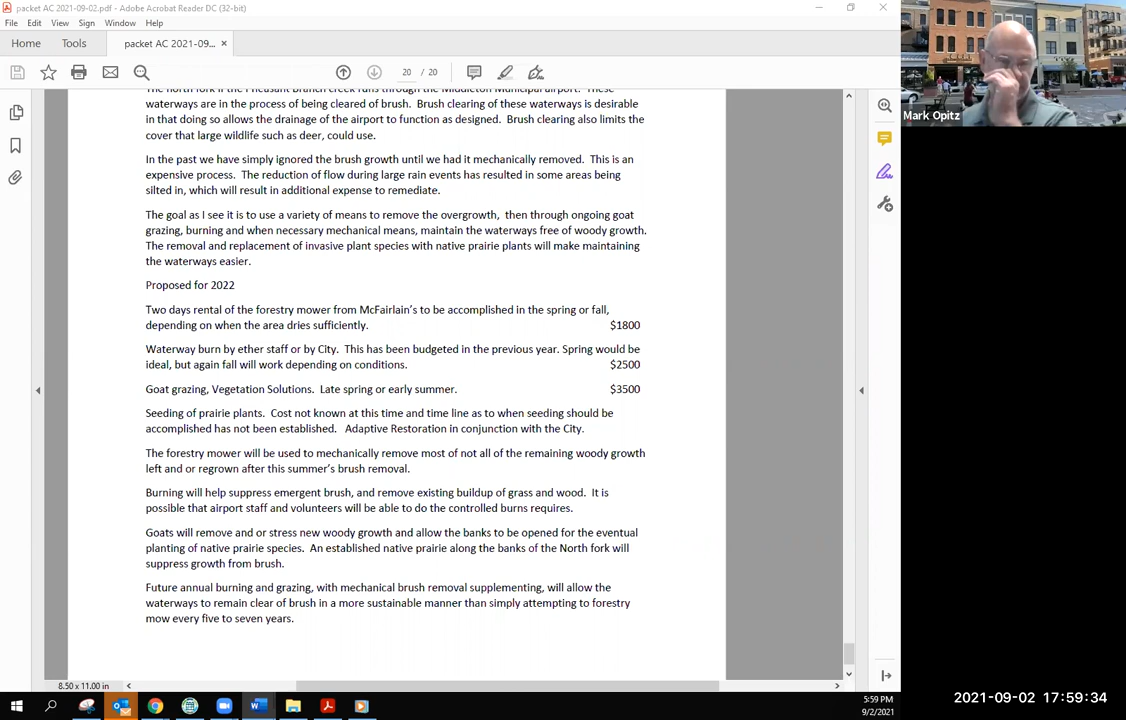 packet AC 2021-09-02.pdf - Adobe Acrobat Reader DC (32-bit)
File Edit View Sign Window Help
Home Tools packet AC 2021-09... ×
20 / 20
The north fork if the Pheasant Branch creek runs through the Middleton Municipal airport. These
waterways are in the process of being cleared of brush. Brush clearing of these waterways is desirable
in that doing so allows the drainage of the airport to function as designed. Brush clearing also limits the
cover that large wildlife such as deer, could use.
In the past we have simply ignored the brush growth until we had it mechanically removed. This is an
expensive process. The reduction of flow during large rain events has resulted in some areas being
silted in, which will result in additional expense to remediate.
The goal as I see it is to use a variety of means to remove the overgrowth, then through ongoing goat
grazing, burning and when necessary mechanical means, maintain the waterways free of woody growth.
The removal and replacement of invasive plant species with native prairie plants will make maintaining
the waterways easier.
Proposed for 2022
Two days rental of the forestry mower from McFairlain's to be accomplished in the spring or fall,
depending on when the area dries sufficiently. $1800
Waterway burn by ether staff or by City. This has been budgeted in the previous year. Spring would be
ideal, but again fall will work depending on conditions. $2500
Goat grazing, Vegetation Solutions. Late spring or early summer. $3500
Seeding of prairie plants. Cost not known at this time and time line as to when seeding should be
accomplished has not been established. Adaptive Restoration in conjunction with the City.
The forestry mower will be used to mechanically remove most of not all of the remaining woody growth
left and or regrown after this summer's brush removal.
Burning will help suppress emergent brush, and remove existing buildup of grass and wood. It is
possible that airport staff and volunteers will be able to do the controlled burns requires.
Goats will remove and or stress new woody growth and allow the banks to be opened for the eventual
planting of native prairie species. An established native prairie along the banks of the North fork will
suppress growth from brush.
Future annual burning and grazing, with mechanical brush removal supplementing, will allow the
waterways to remain clear of brush in a more sustainable manner than simply attempting to forestry
mow every five to seven years.
8.50 x 11.00 in
5:59 PM
9/2/2021
Mark Opitz
2021-09-02 17:59:34